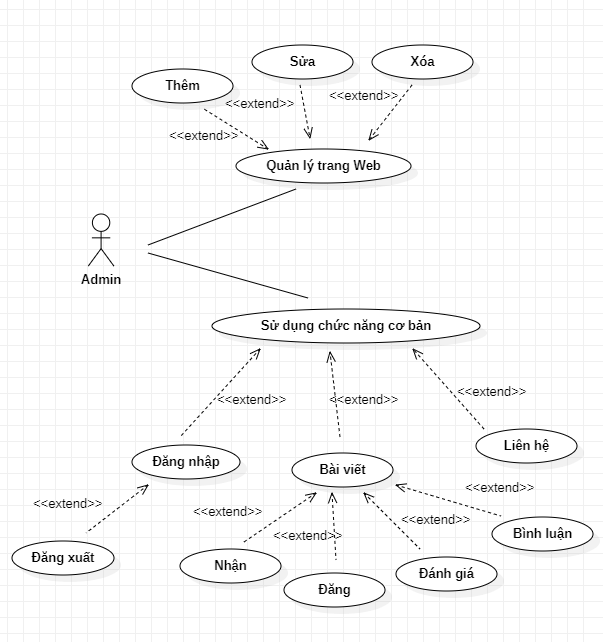 Sửa
Xóa
Thêm
<<extend>>
<<extend>>
<<extend>>
Quản lý trang Web
Admin
Sử dụng chức năng cơ bản
<<extend>>
<<extend>>
<<extend>>
Liên hệ
Đăng nhập
Bài viết
<<extend>>
<<extend>>
<<extend>>
<<extend>>
<<extend>>
Bình luận
Đăng xuất
Nhận
Đánh giá
Đăng